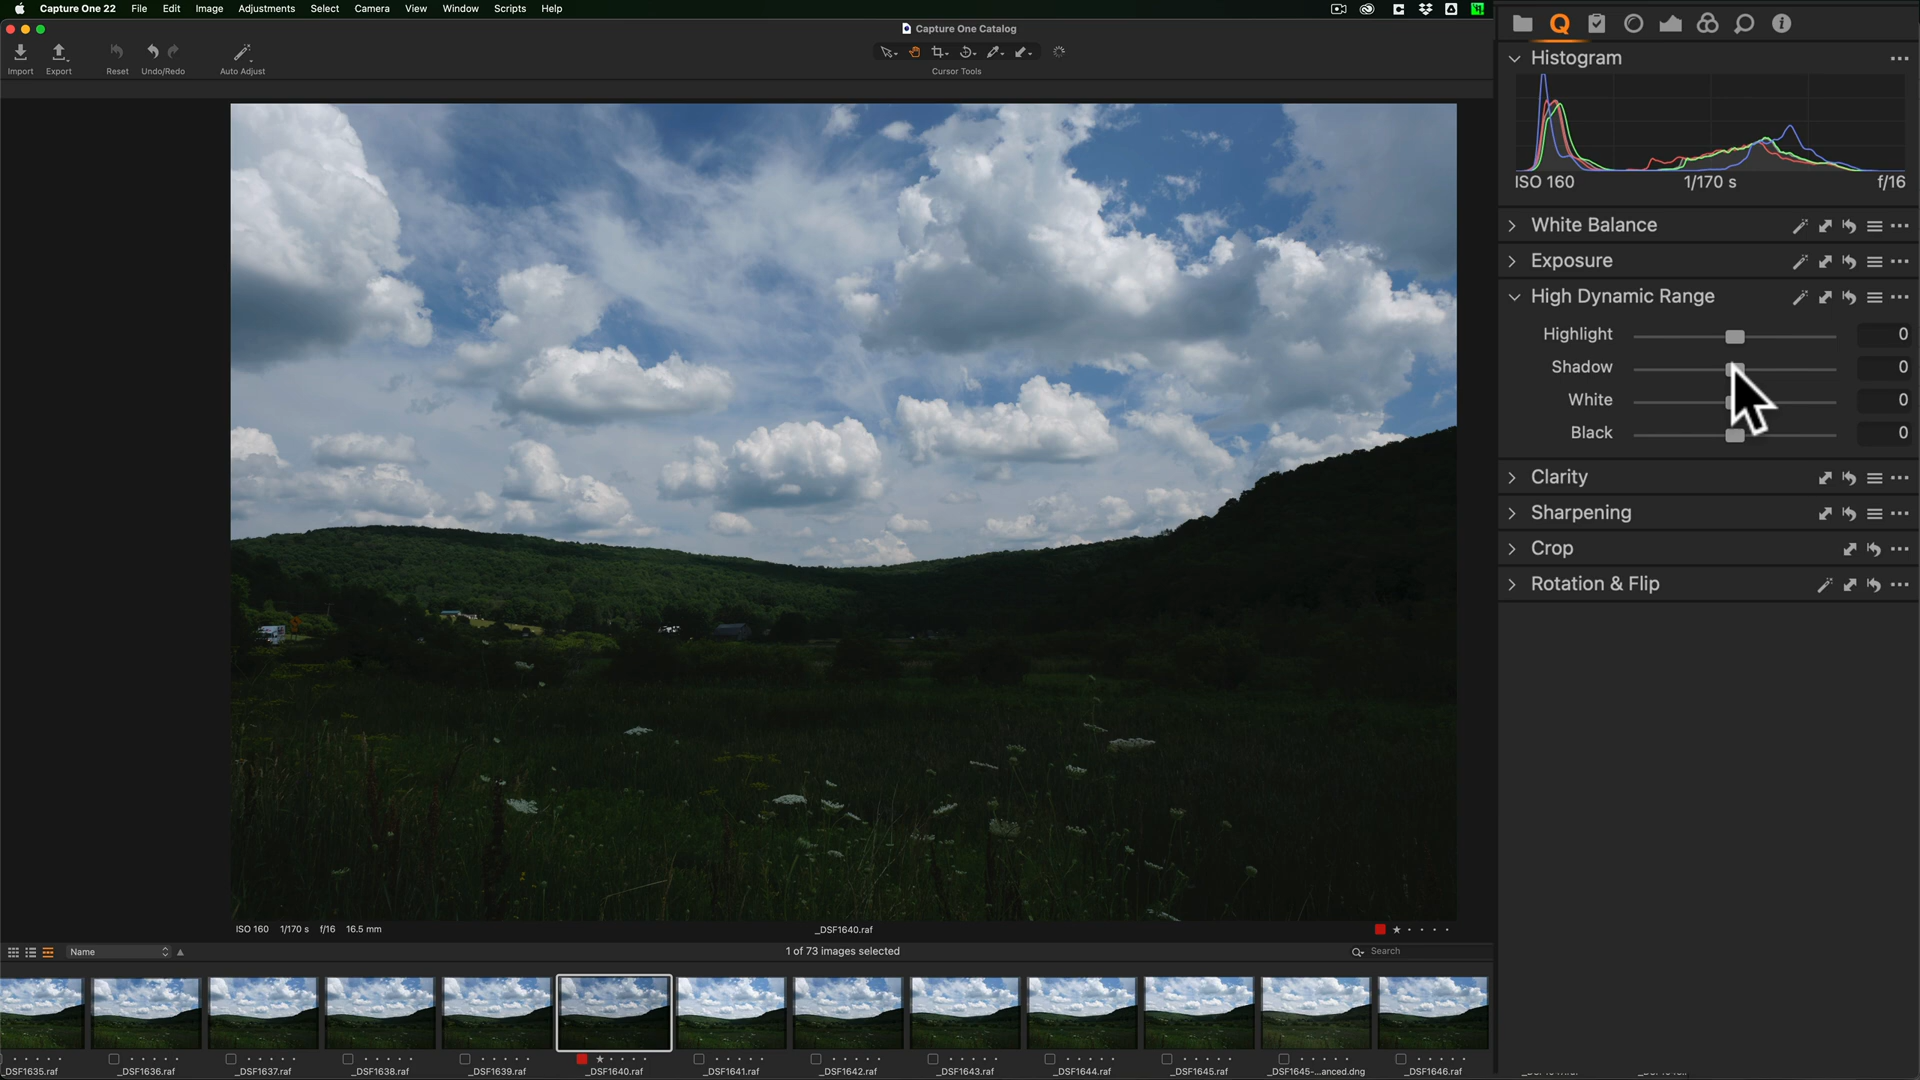 Capture One 22 File Edit Image Adjustments Select Camera View Window Scripts Help
Capture One Catalog
Import Export Reset Undo/Redo Auto Adjust Cursor Tools
Histogram
ISO 160 1/170 s f/16
White Balance
Exposure
High Dynamic Range
Highlight 0
Shadow 0
White 0
Black 0
Clarity
Sharpening
Crop
Rotation & Flip
ISO 160 1/170 s f/16 16.5 mm _DSF1640.raf
Name 1 of 73 images selected Search
_DSF1635.raf _DSF1636.raf _DSF1637.raf _DSF1638.raf _DSF1639.raf _DSF1640.raf _DSF1641.raf _DSF1642.raf _DSF1643.raf _DSF1644.raf _DSF1645.raf _DSF1645-...anced.dng _DSF1646.raf